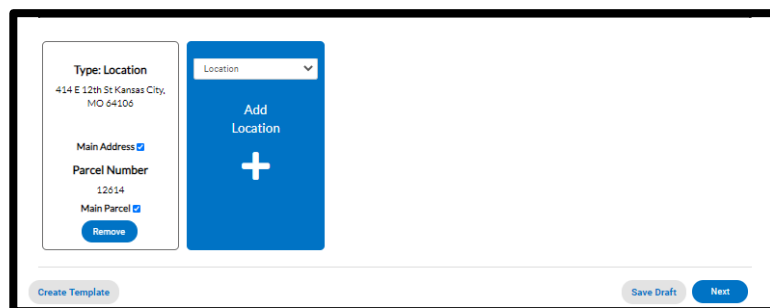 Type: Location
414 E 12th St Kansas City,
MO 64106
Main Address
Parcel Number
12614
Main Parcel
Remove
Location
Add
Location
Create Template
Save Draft
Next